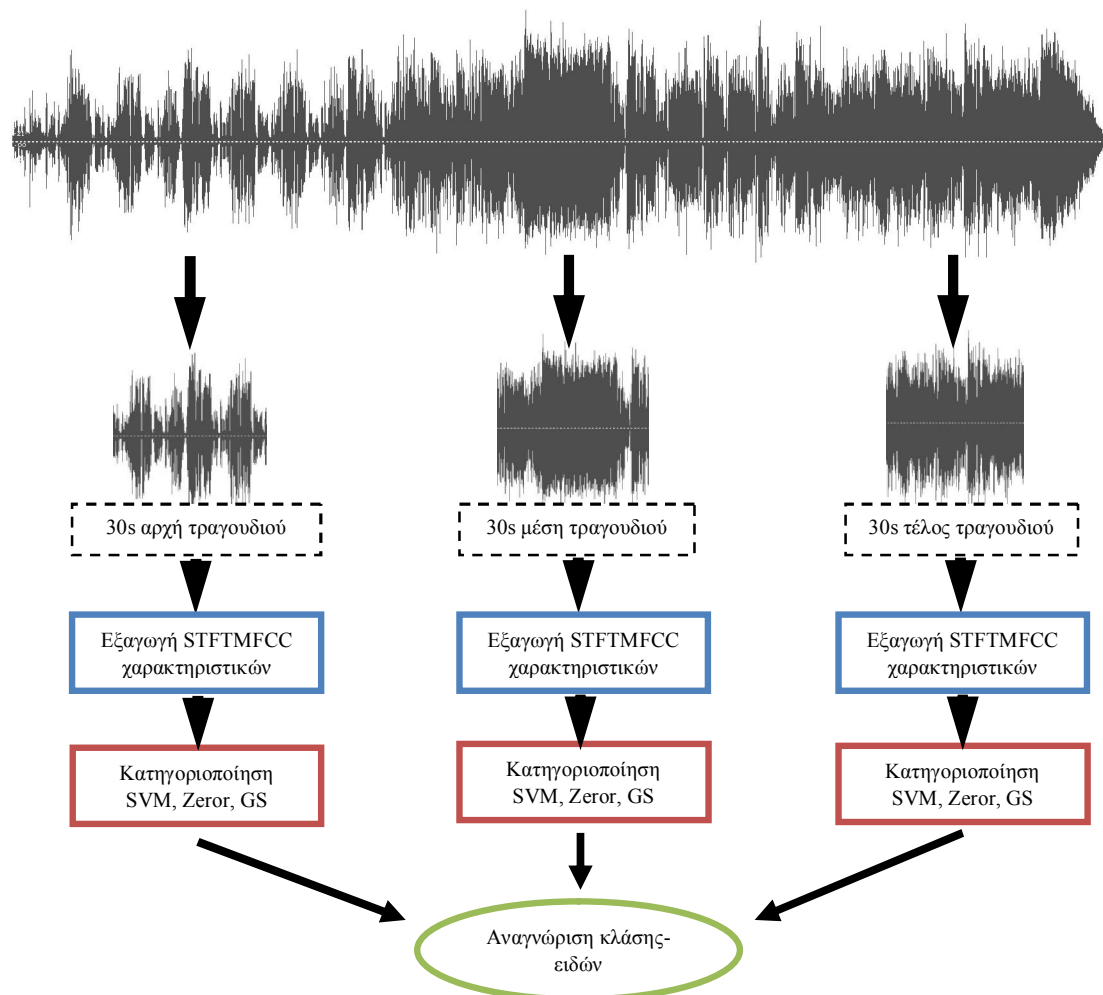 30s αρχή τραγουδιού
30s μέση τραγουδιού
30s τέλος τραγουδιού
Εξαγωγή STFTMFCC
χαρακτηριστικών
Εξαγωγή STFTMFCC
χαρακτηριστικών
Εξαγωγή STFTMFCC
χαρακτηριστικών
Κατηγοριοποίηση
SVM, Zeror, GS
Κατηγοριοποίηση
SVM, Zeror, GS
Κατηγοριοποίηση
SVM, Zeror, GS
Αναγνώριση κλάσης-
ειδών